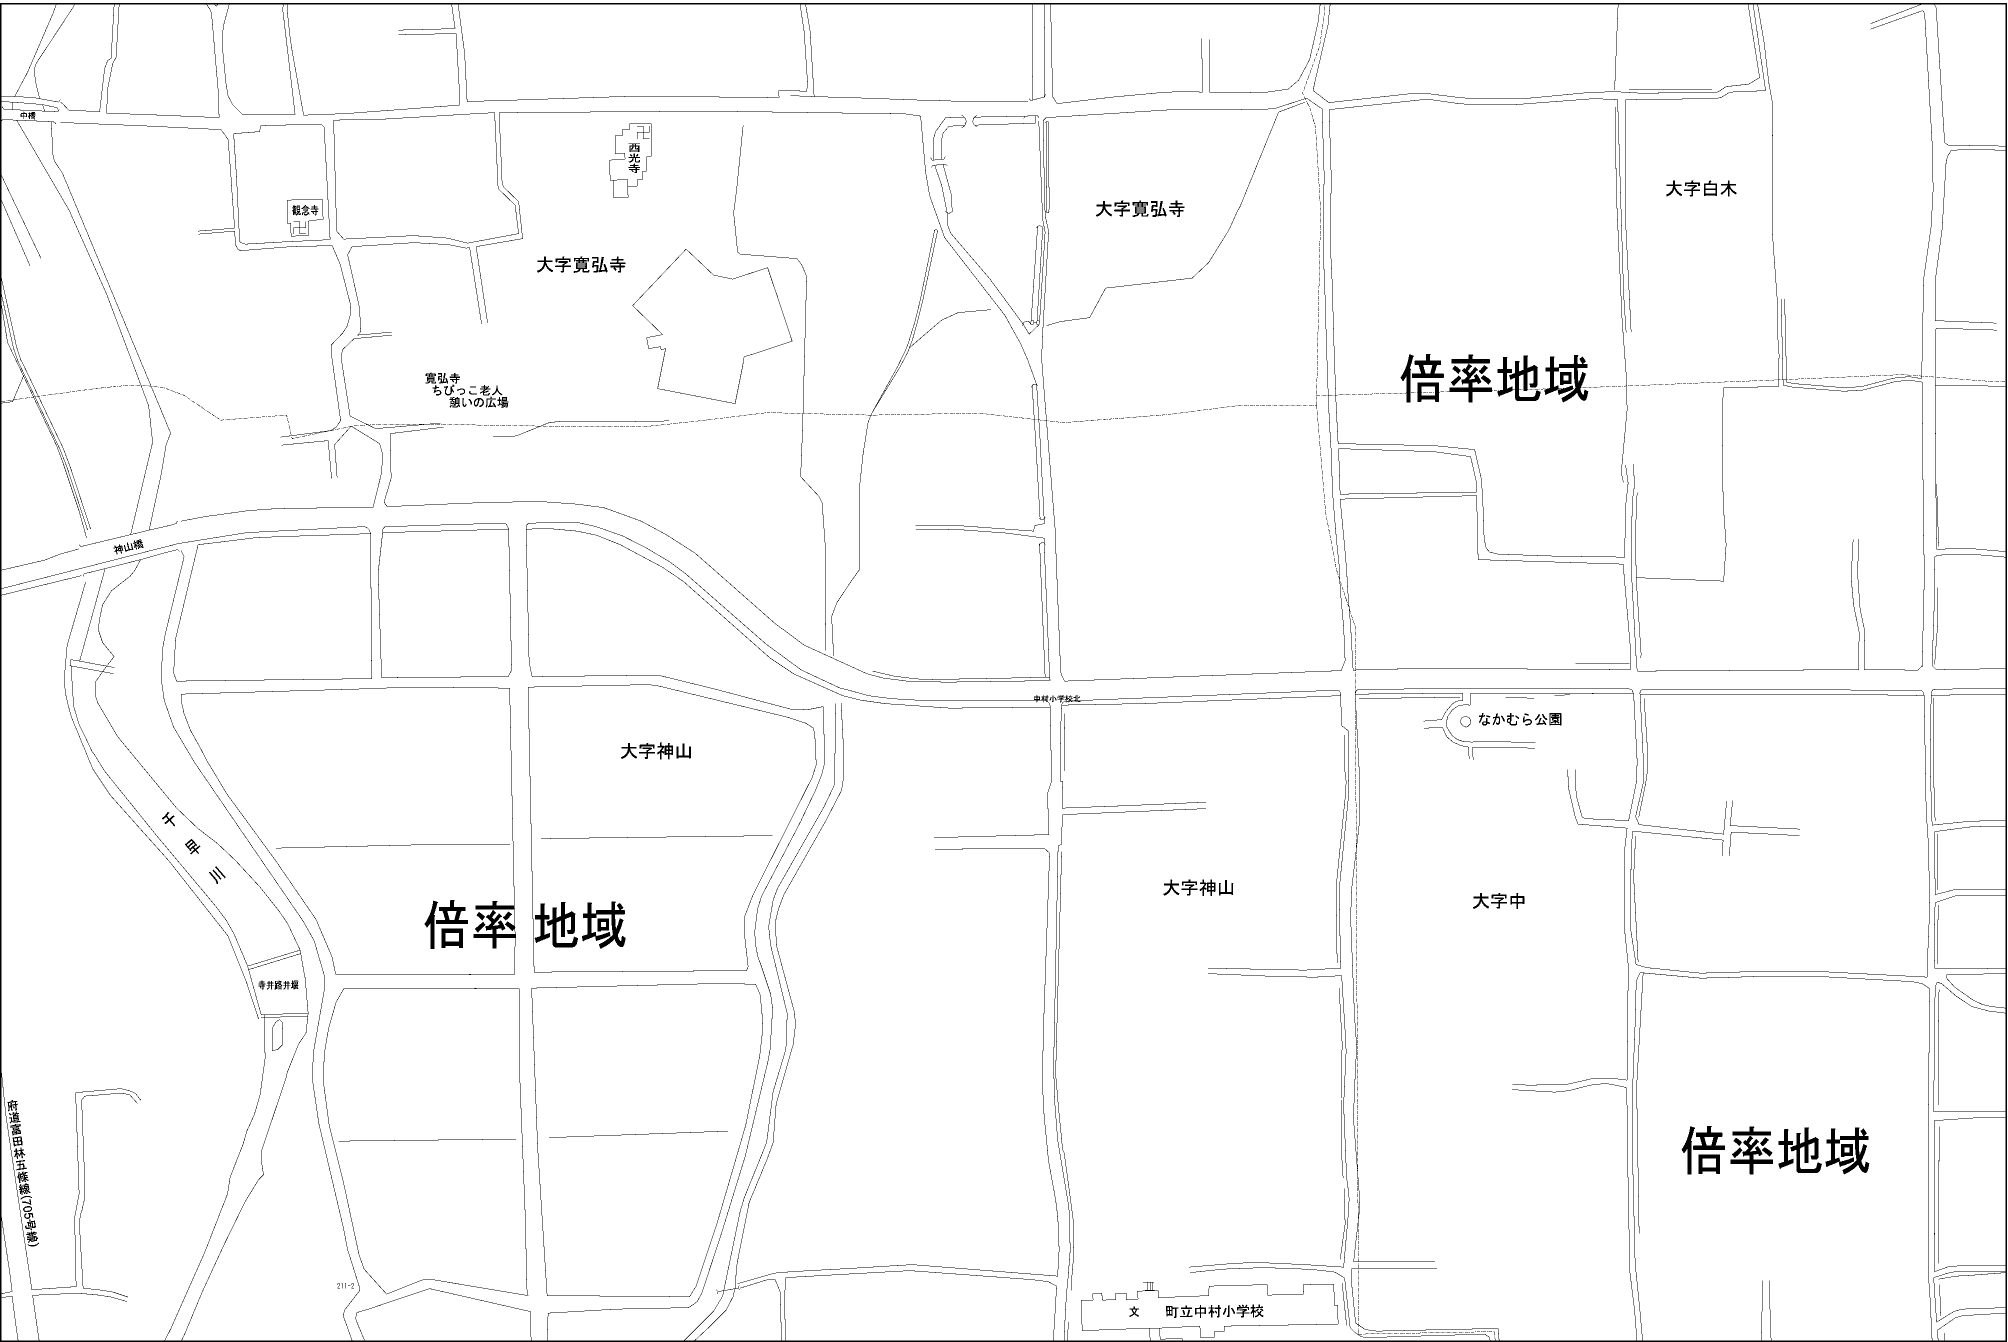 中橋
西光寺
観念寺
大字寛弘寺
大字寛弘寺
大字白木
寛弘寺
ちびっこ老人
憩いの広場
倍率地域
神山橋
中村小学校北
なかむら公園
大字神山
千早川
大字神山
大字中
倍率地域
寺井路井堰
府道富田林五條線(705号線)
倍率地域
211-2
文 町立中村小学校